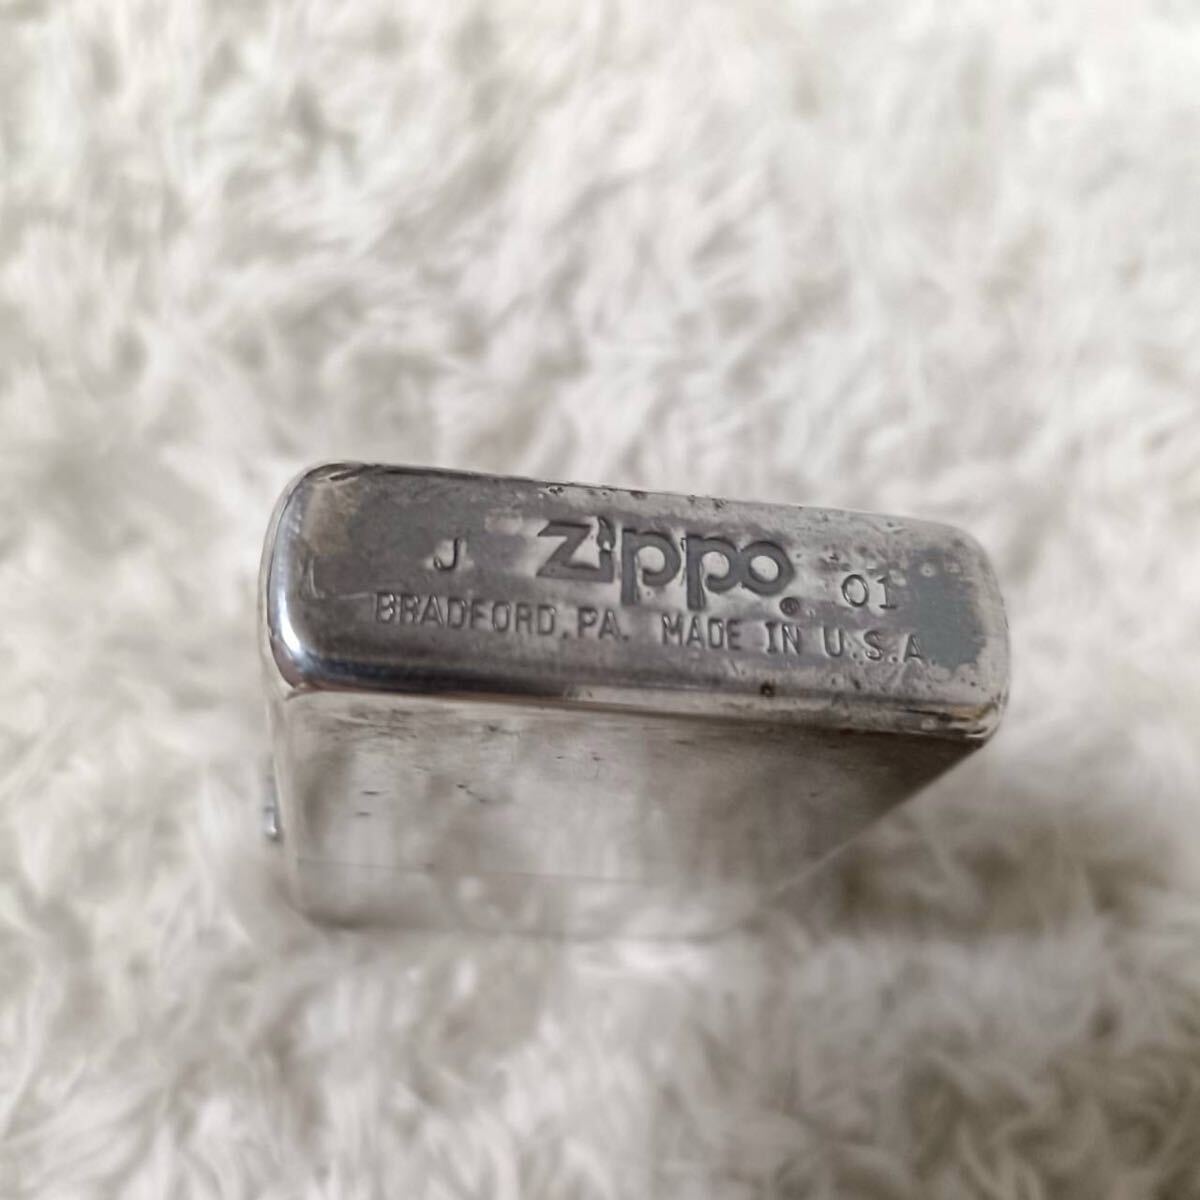 J Zippo® 01
BRADFORD, PA. MADE IN U.S.A